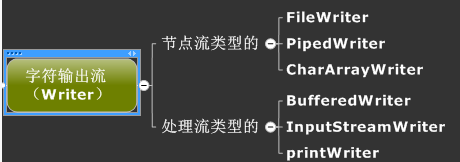 字符输出流
（Writer）
节点流类型的
FileWriter
PipedWriter
CharArrayWriter
处理流类型的
BufferedWriter
InputStreamWriter
printWriter